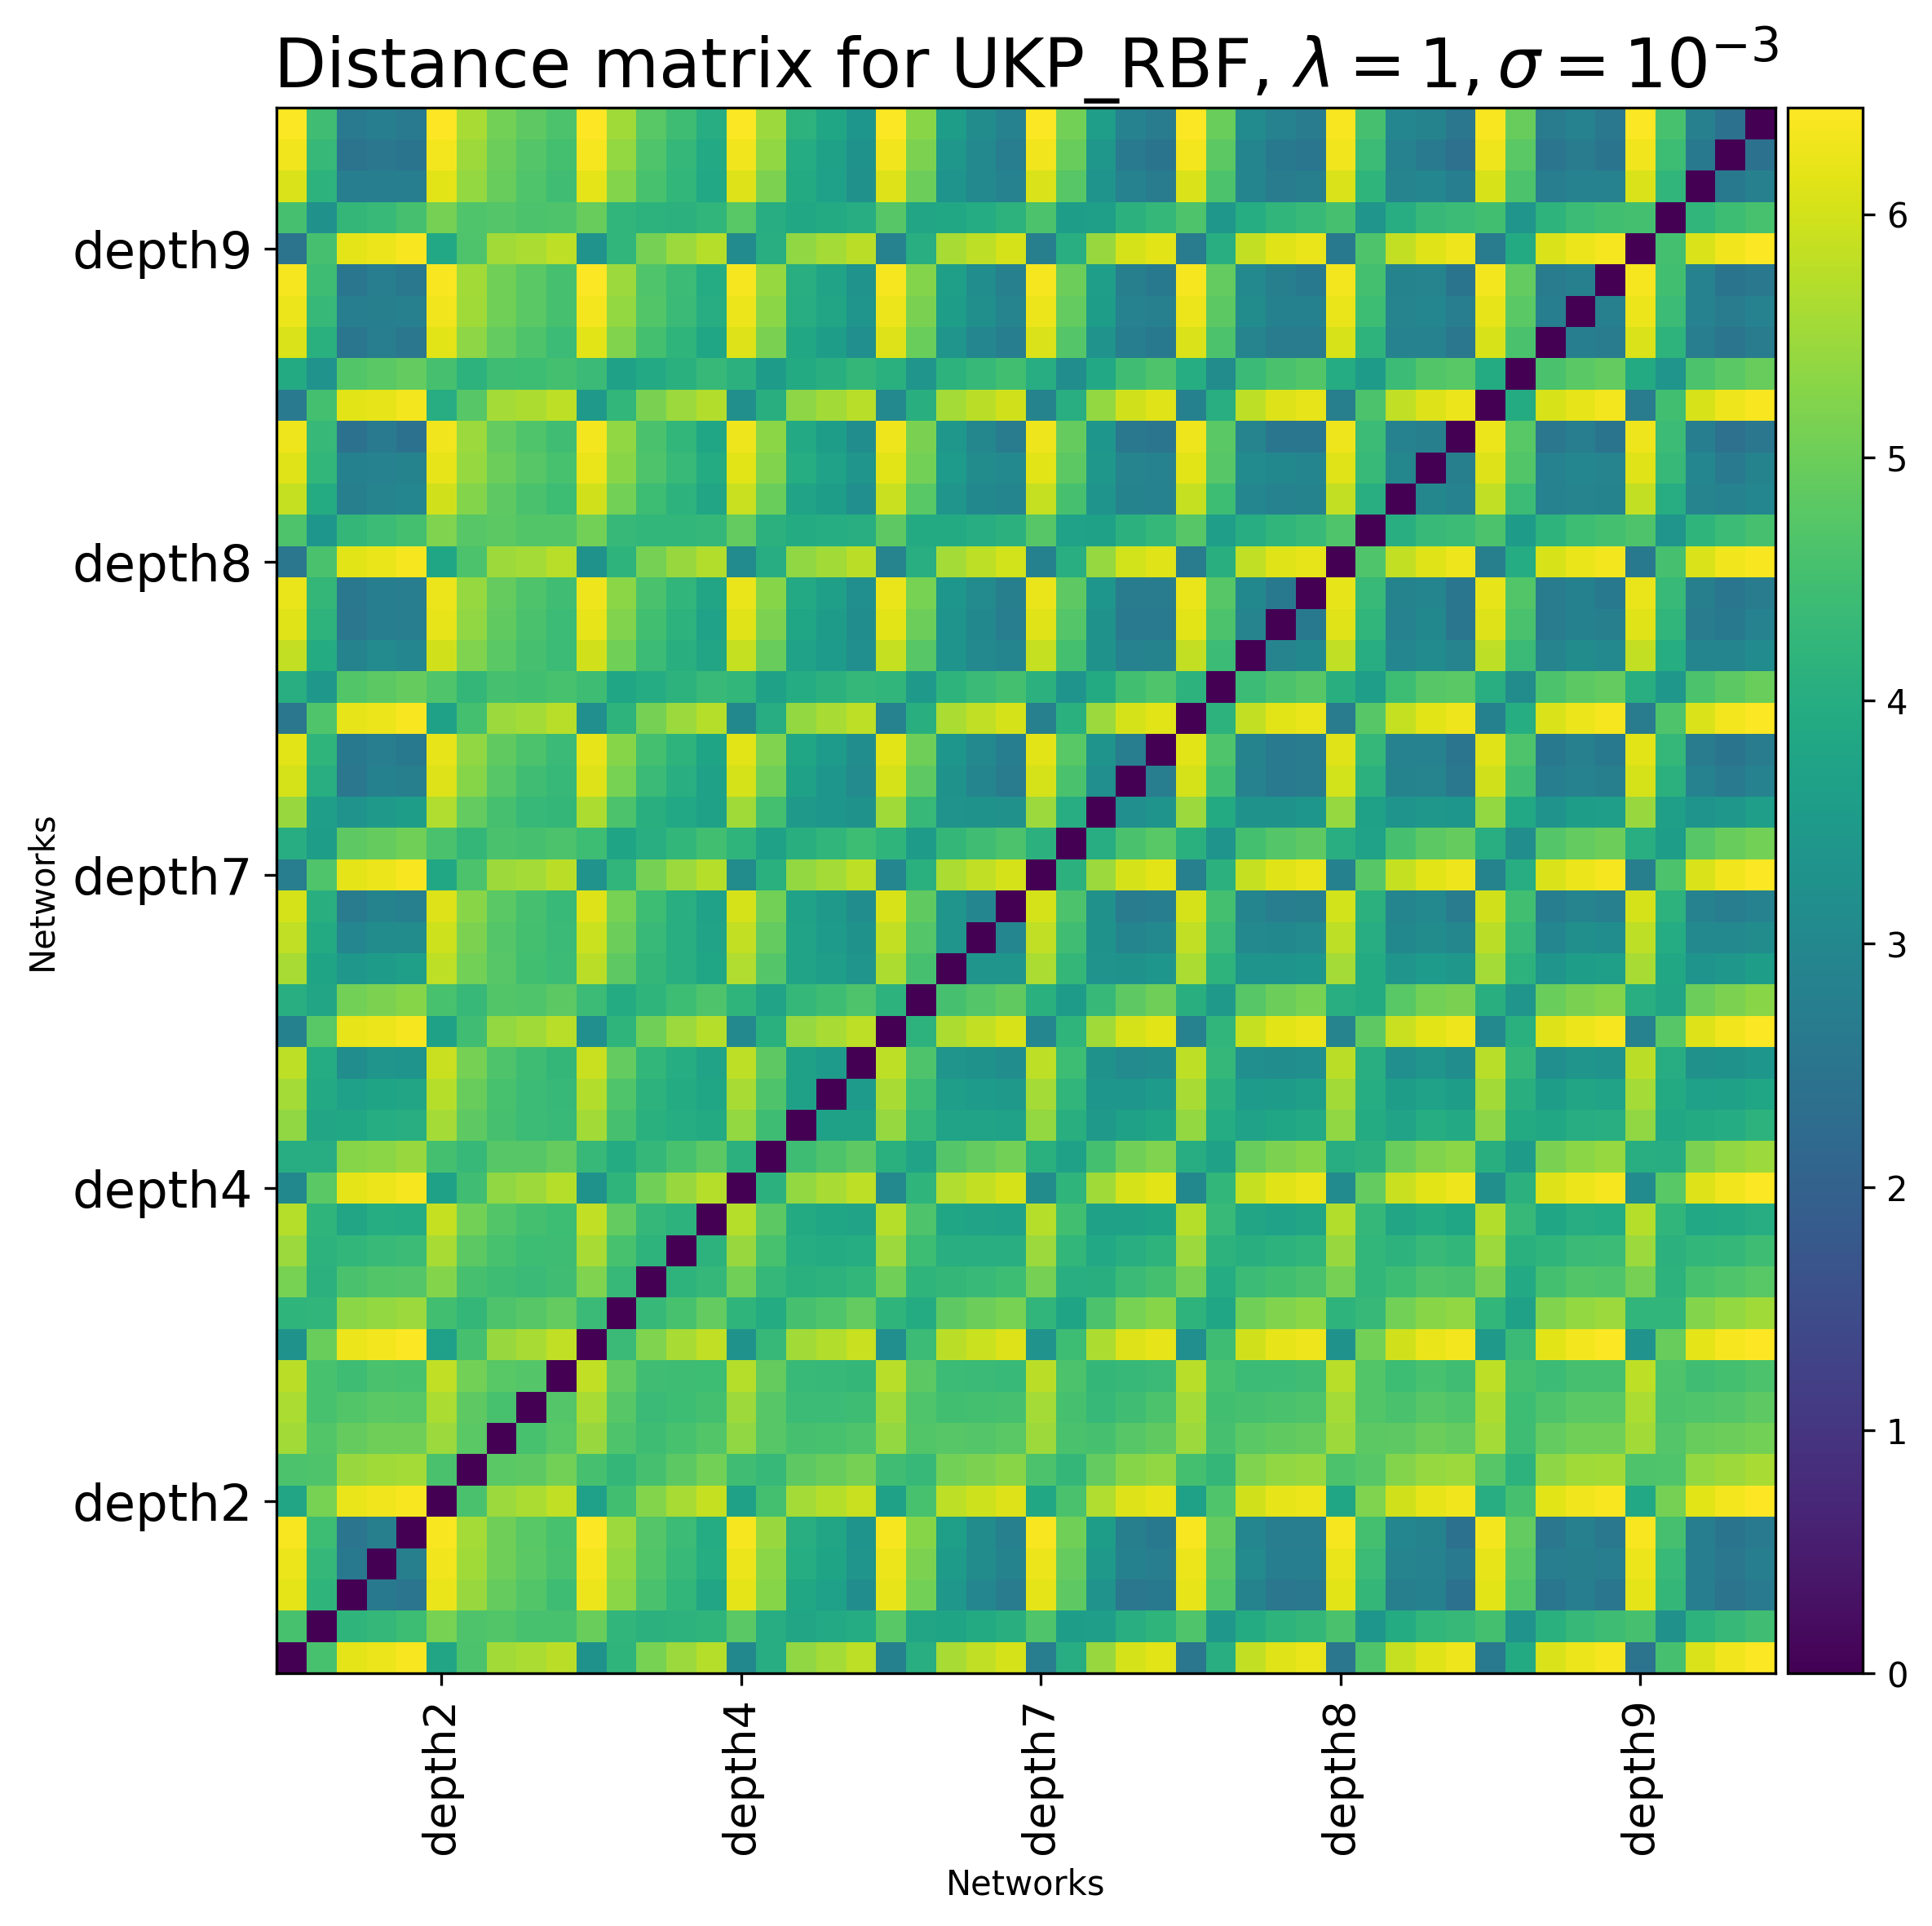 Distance matrix for UKP_RBF, λ = 1, σ = 10⁻³
depth9
depth8
depth7
depth4
depth2
Networks
depth2
depth4
depth7
depth8
depth9
Networks
6
5
4
3
2
1
0